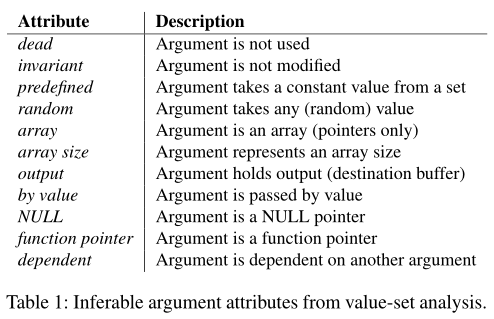 Attribute Description
dead Argument is not used
invariant Argument is not modified
predefined Argument takes a constant value from a set
random Argument takes any (random) value
array Argument is an array (pointers only)
array size Argument represents an array size
output Argument holds output (destination buffer)
by value Argument is passed by value
NULL Argument is a NULL pointer
function pointer Argument is a function pointer
dependent Argument is dependent on another argument
Table 1: Inferable argument attributes from value-set analysis.